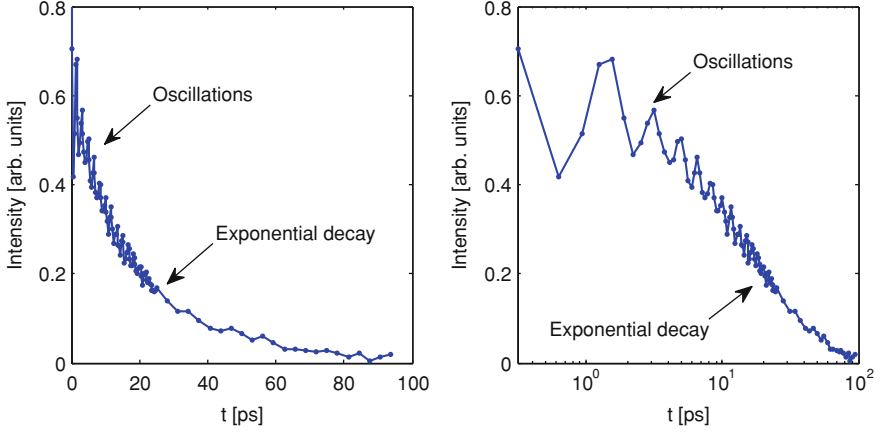 0.8
0.6
0.4
0.2
0
0 20 40 60 80 100
Intensity [arb. units]
t [ps]
Oscillations
Exponential decay
0.8
0.6
0.4
0.2
0
10^0 10^1 10^2
Intensity [arb. units]
t [ps]
Oscillations
Exponential decay